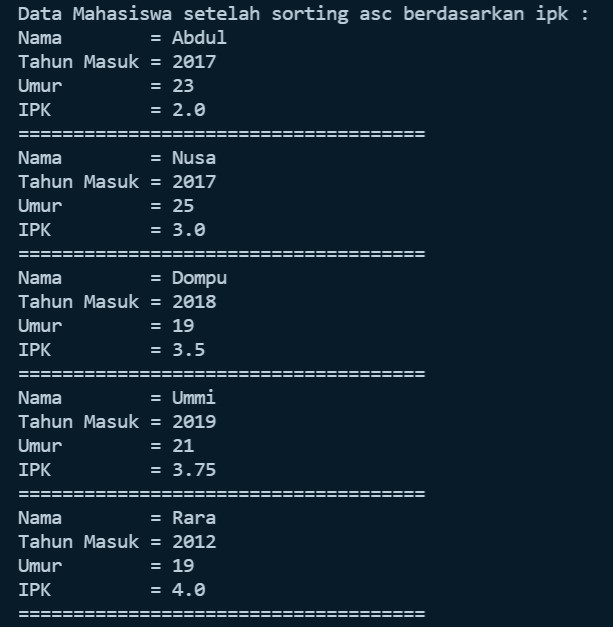 Data Mahasiswa setelah sorting asc berdasarkan ipk :
Nama        = Abdul
Tahun Masuk = 2017
Umur        = 23
IPK         = 2.0
=====================================
Nama        = Nusa
Tahun Masuk = 2017
Umur        = 25
IPK         = 3.0
=====================================
Nama        = Dompu
Tahun Masuk = 2018
Umur        = 19
IPK         = 3.5
=====================================
Nama        = Ummi
Tahun Masuk = 2019
Umur        = 21
IPK         = 3.75
=====================================
Nama        = Rara
Tahun Masuk = 2012
Umur        = 19
IPK         = 4.0
=====================================